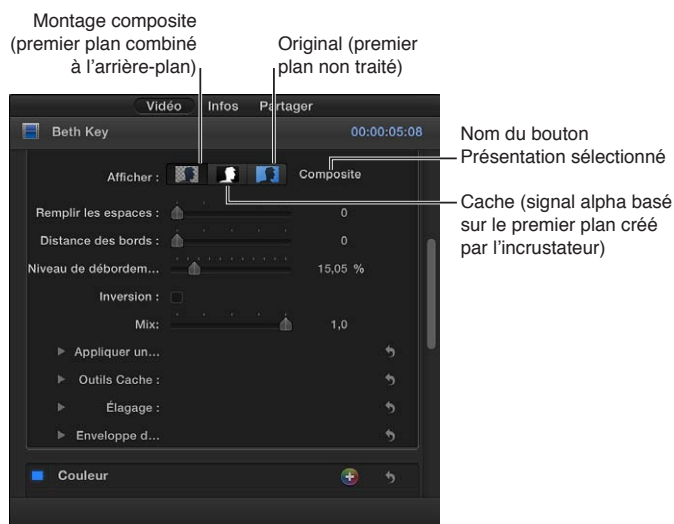 Montage composite
(premier plan combiné
à l'arrière-plan)
Original (premier
plan non traité)
Vidéo Infos Partager
Beth Key 00:00:05:08
Nom du bouton
Présentation sélectionné
Afficher : Composite
Cache (signal alpha basé
sur le premier plan créé
par l'incrustateur)
Remplir les espaces : 0
Distance des bords : 0
Niveau de débordem... 15,05 %
Inversion :
Mix: 1,0
Appliquer un...
Outils Cache :
Élagage :
Enveloppe d...
Couleur